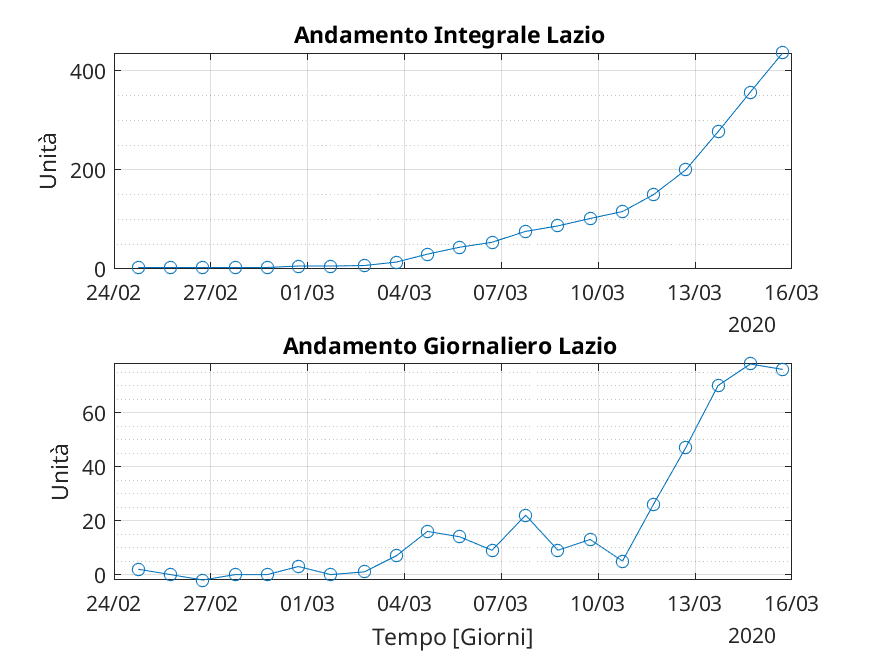 Andamento Integrale Lazio
400
200
0
Unità
24/02 27/02 01/03 04/03 07/03 10/03 13/03 16/03
2020
Andamento Giornaliero Lazio
60
40
20
0
Unità
24/02 27/02 01/03 04/03 07/03 10/03 13/03 16/03
Tempo [Giorni] 2020